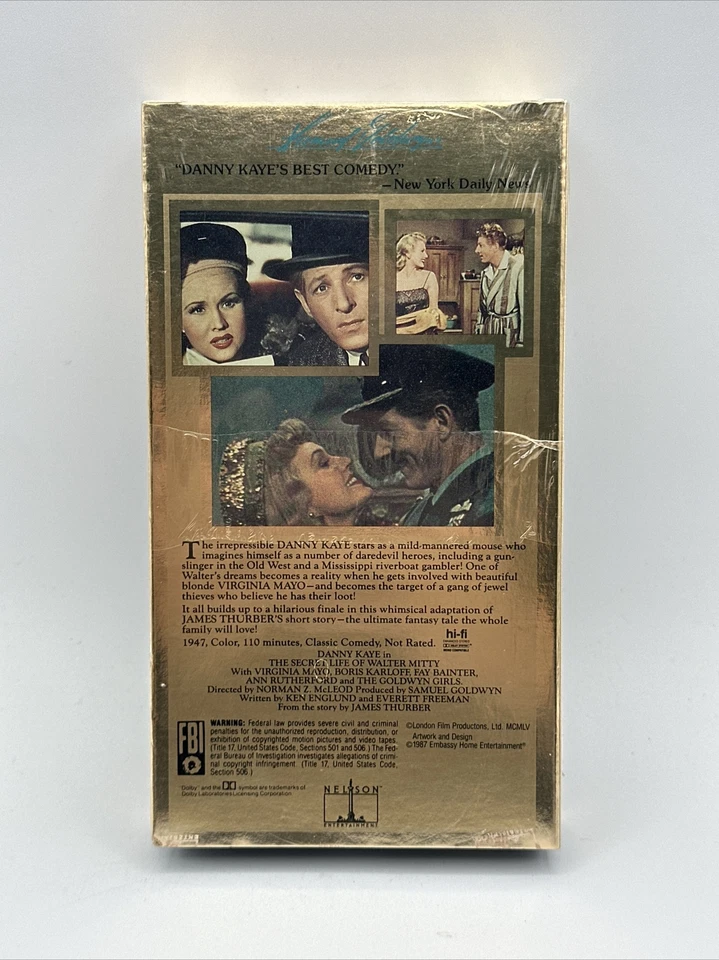 "DANNY KAYE'S BEST COMEDY."
—New York Daily News
The irrepressible DANNY KAYE stars as a mild-mannered mouse who
imagines himself as a number of daredevil heroes, including a gun-
slinger in the Old West and a Mississippi riverboat gambler! One of
Walter's dreams becomes a reality when he gets involved with beautiful
blonde VIRGINIA MAYO—and becomes the target of a gang of jewel
thieves who believe he has their loot!
It all builds up to a hilarious finale in this whimsical adaptation of
JAMES THURBER'S short story—the ultimate fantasy tale the whole
family will love!
hi-fi
1947, Color, 110 minutes, Classic Comedy, Not Rated.
DANNY KAYE in
THE SECRET LIFE OF WALTER MITTY
With VIRGINIA MAYO, BORIS KARLOFF, FAY BAINTER,
ANN RUTHERFORD and THE GOLDWYN GIRLS.
Directed by NORMAN Z. McLEOD Produced by SAMUEL GOLDWYN
Written by KEN ENGLUND and EVERETT FREEMAN
From the story by JAMES THURBER
FBI
WARNING: Federal law provides severe civil and criminal
penalties for the unauthorized reproduction, distribution, or
exhibition of copyrighted motion pictures and video tapes.
(Title 17, United States Code, Sections 501 and 506.) The Fed-
eral Bureau of Investigation investigates allegations of crimi-
nal copyright infringement. (Title 17, United States Code,
Section 506.)
©London Film Productons, Ltd. MCMLV
Artwork and Design
©1987 Embassy Home Entertainment®
"Dolby" and the symbol are trademarks of
Dolby Laboratories Licensing Corporation.
NELSON
ENTERTAINMENT